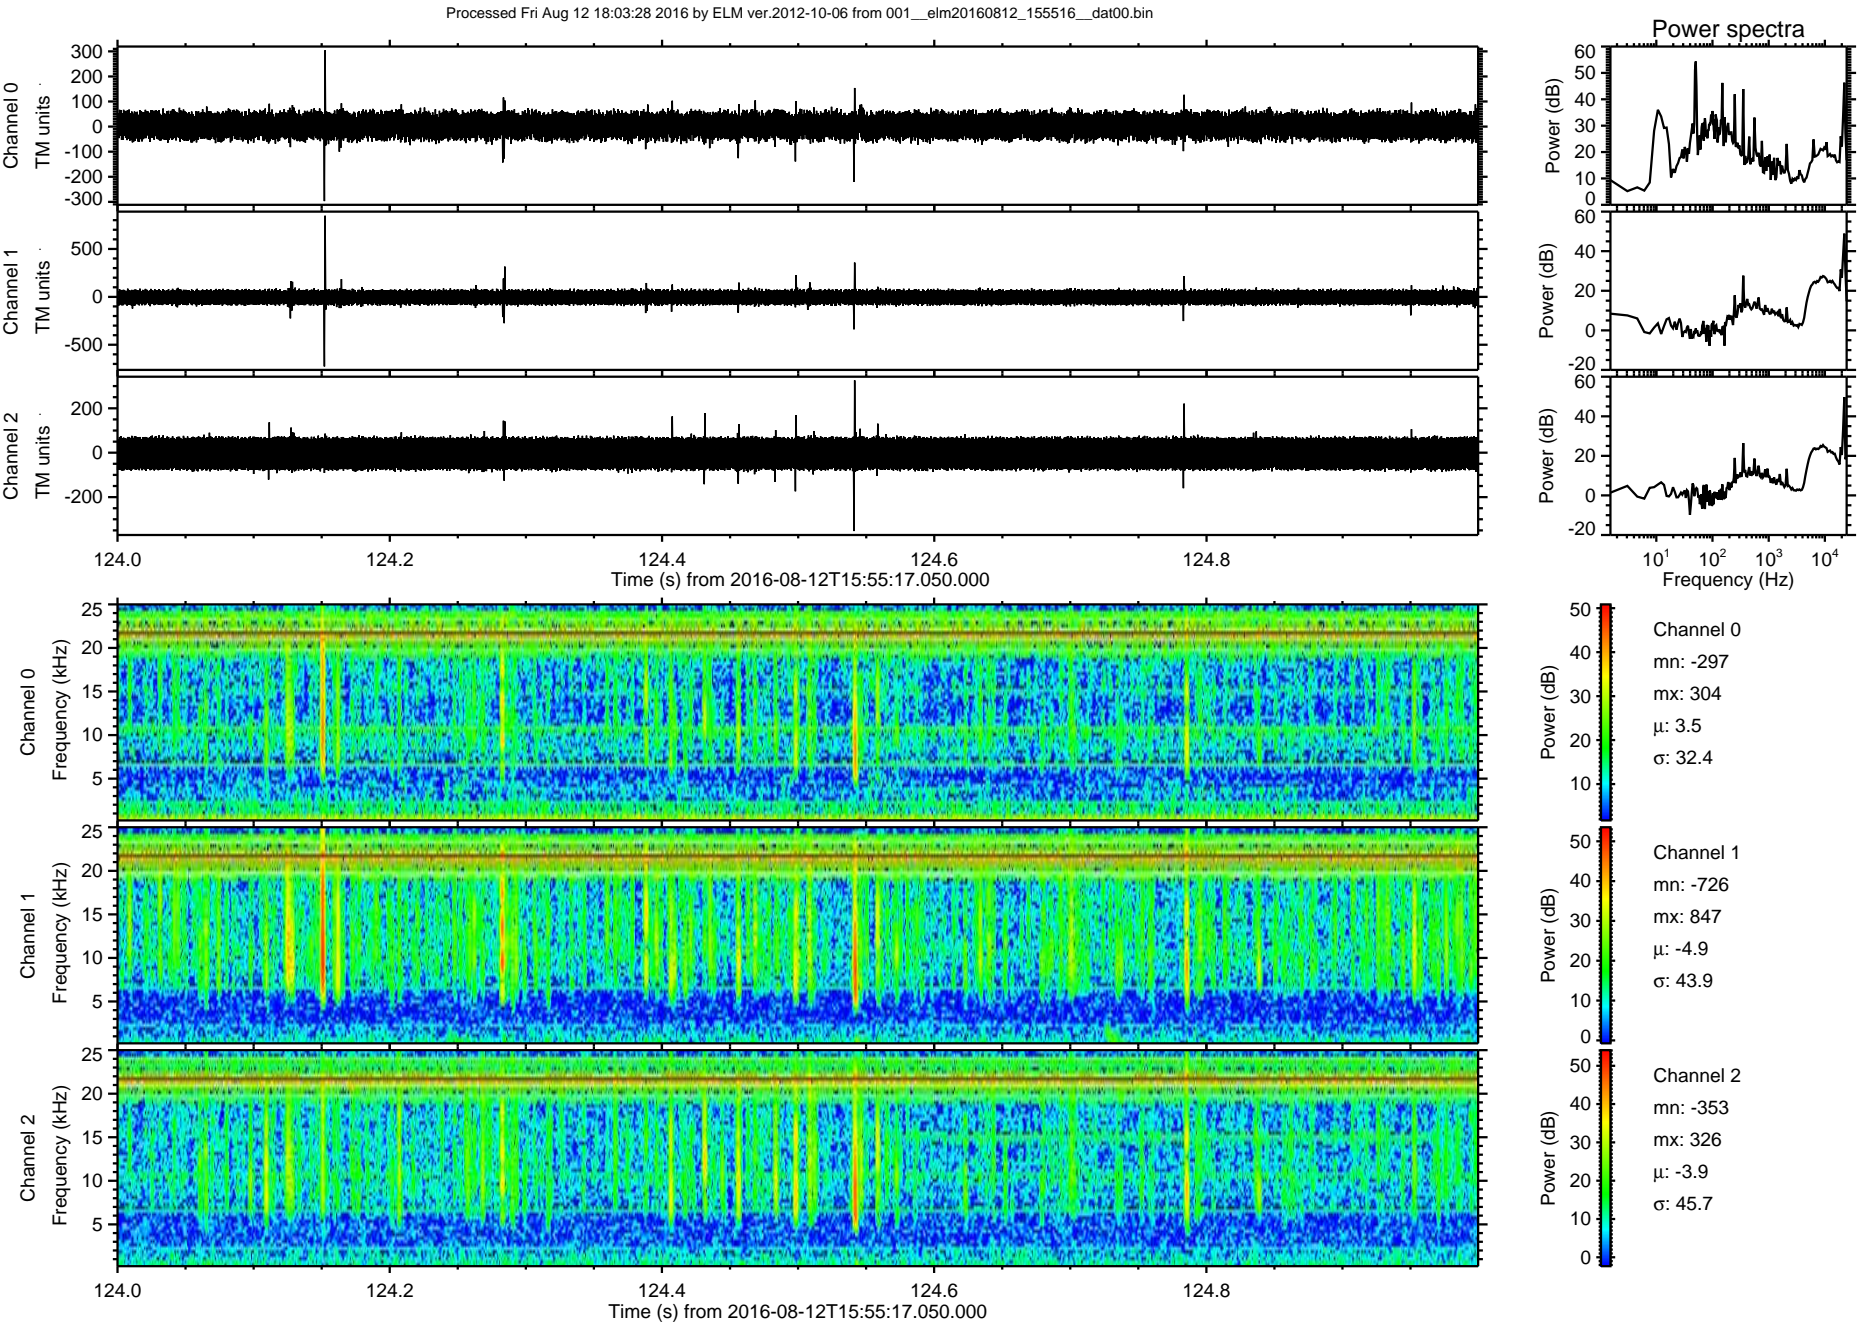 Processed Fri Aug 12 18:03:28 2016 by ELM ver.2012-10-06 from 001__elm20160812_155516__dat00.bin
Power spectra
Channel 0
TM units
300
200
100
0
-100
-200
-300
Power (dB)
60
50
40
30
20
10
0
Channel 1
TM units
500
0
-500
Power (dB)
60
40
20
0
-20
Channel 2
TM units
200
0
-200
Power (dB)
60
40
20
0
-20
124.0 124.2 124.4 124.6 124.8
Time (s) from 2016-08-12T15:55:17.050.000
10¹ 10² 10³ 10⁴
Frequency (Hz)
Channel 0
Frequency (kHz)
25
20
15
10
5
Power (dB)
50
40
30
20
10
Channel 0
mn: -297
mx: 304
µ: 3.5
σ: 32.4
Channel 1
Frequency (kHz)
25
20
15
10
5
Power (dB)
50
40
30
20
10
0
Channel 1
mn: -726
mx: 847
µ: -4.9
σ: 43.9
Channel 2
Frequency (kHz)
25
20
15
10
5
Power (dB)
50
40
30
20
10
0
Channel 2
mn: -353
mx: 326
µ: -3.9
σ: 45.7
124.0 124.2 124.4 124.6 124.8
Time (s) from 2016-08-12T15:55:17.050.000